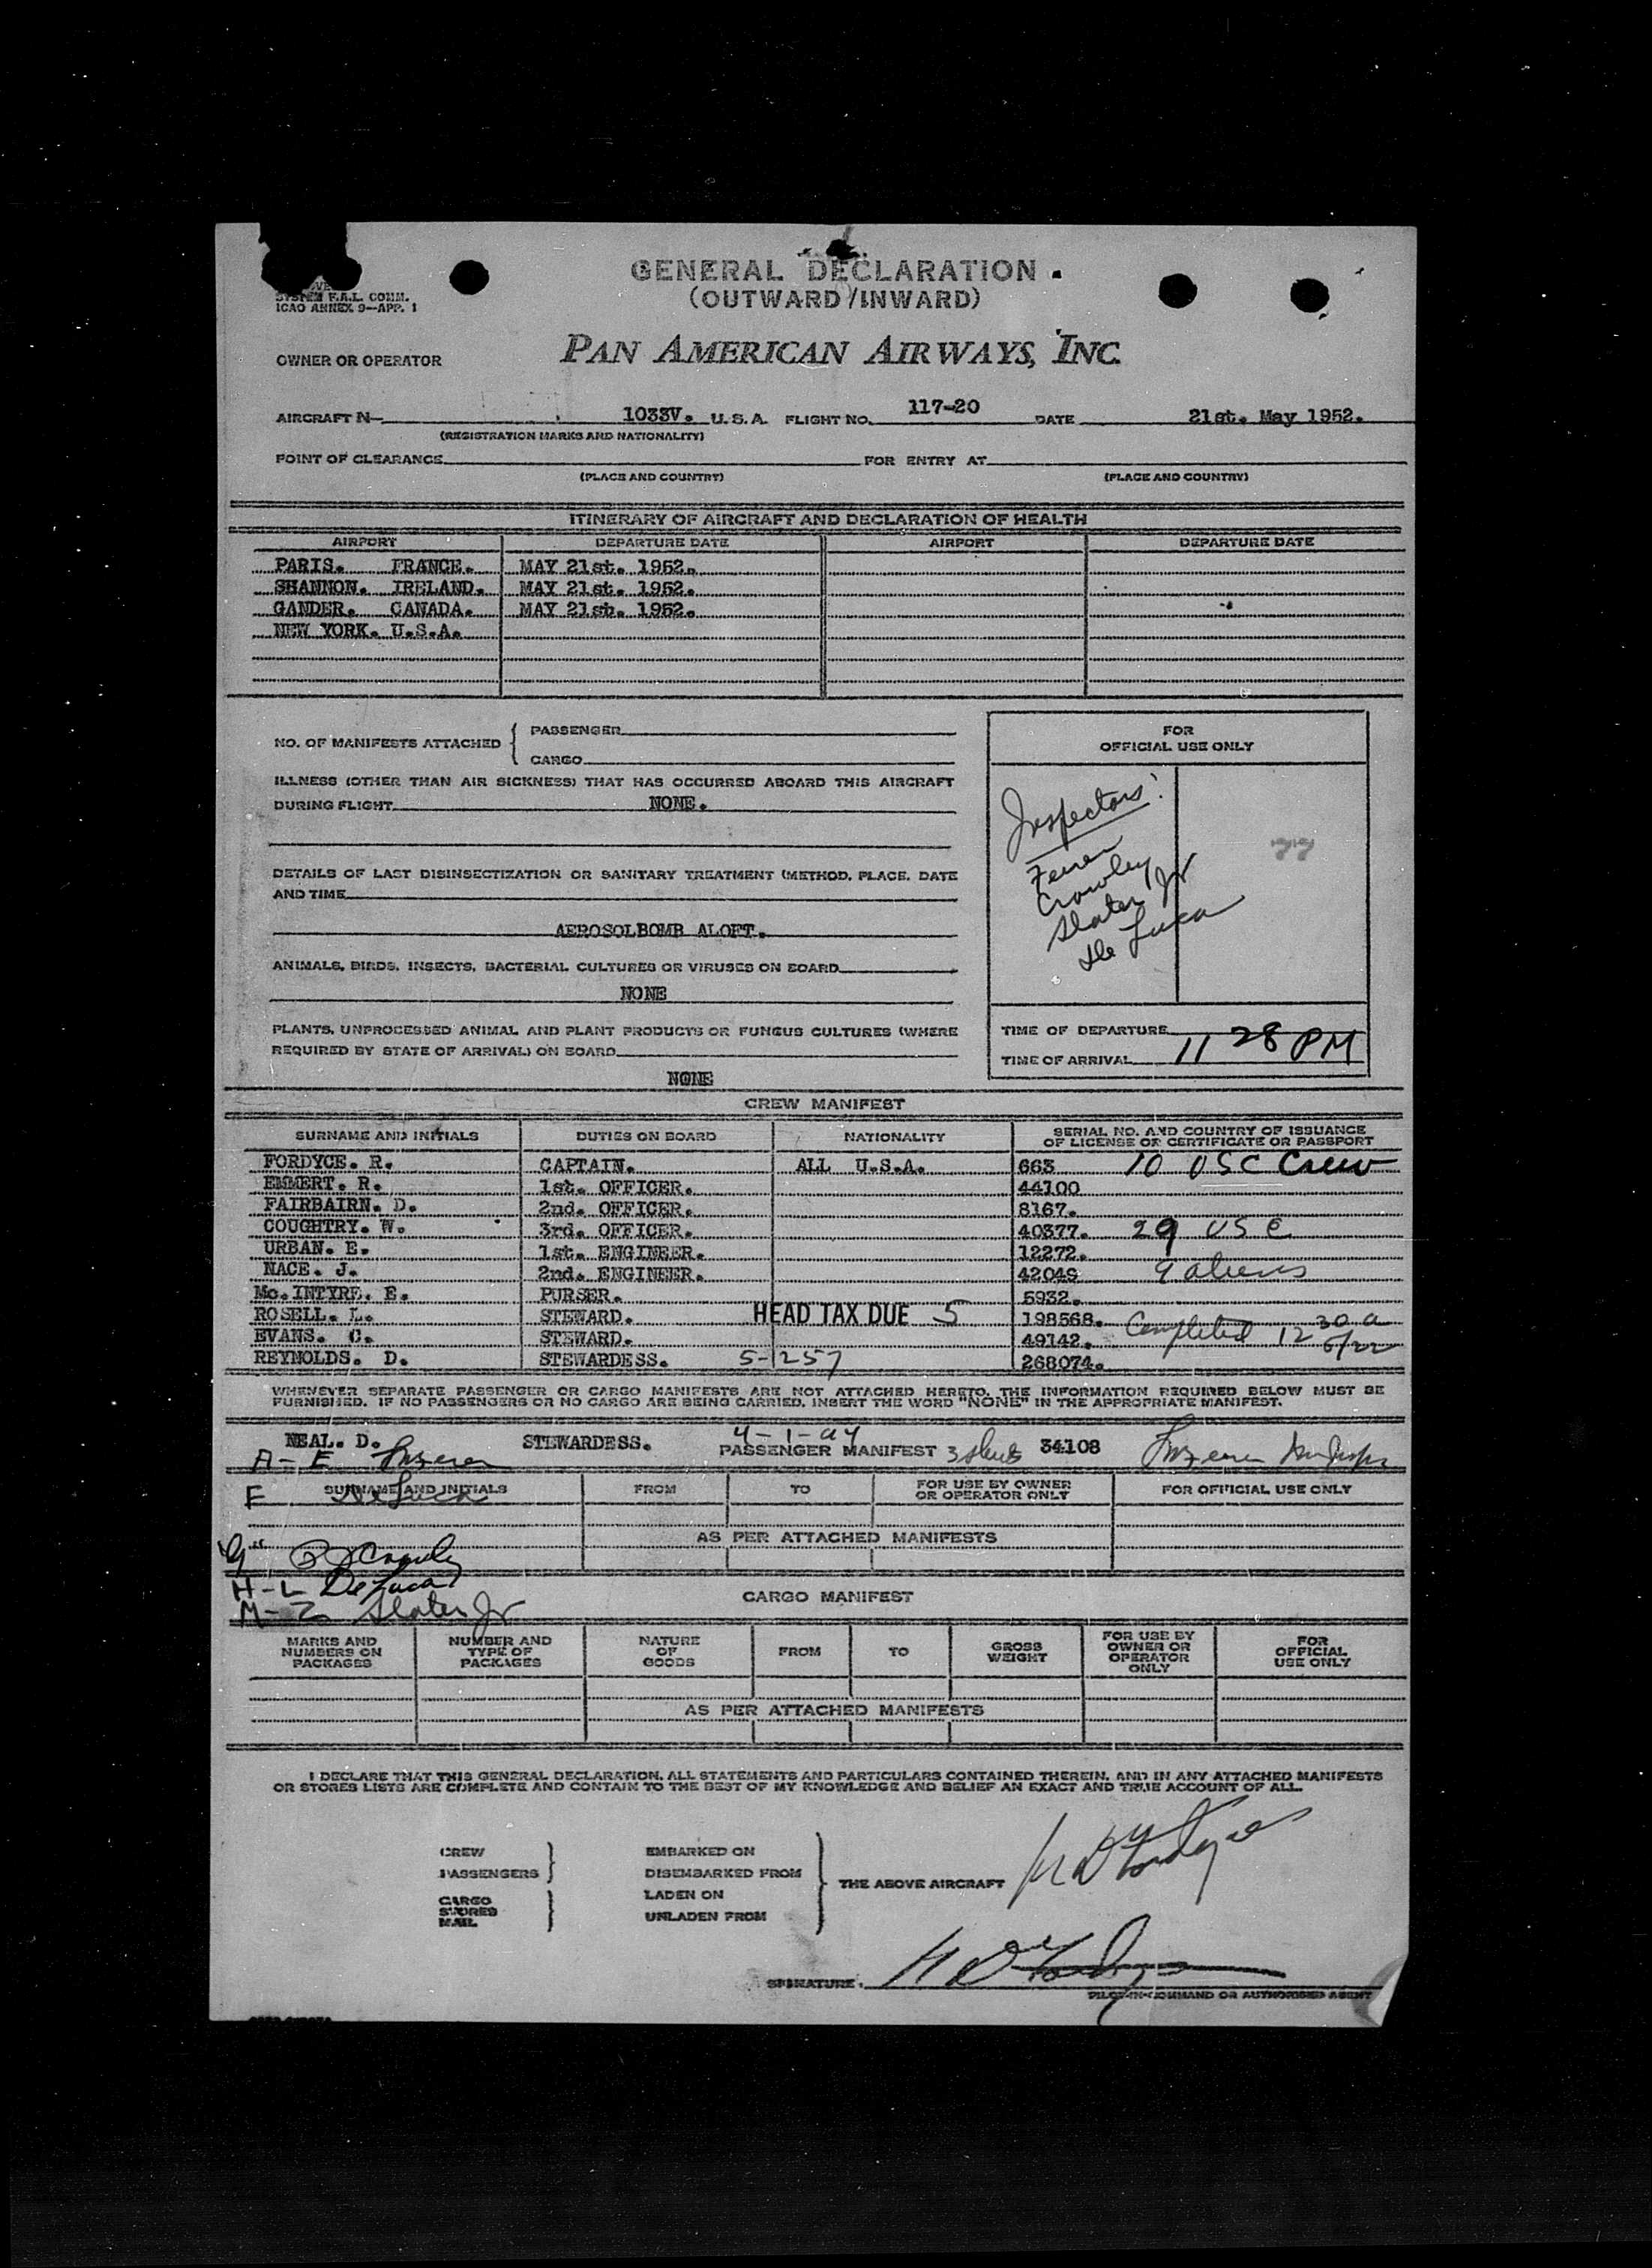 SYSTEM F.A.L. COMM.
ICAO ANNEX 9—APP. 1
GENERAL DECLARATION
(OUTWARD/INWARD)
OWNER OR OPERATOR PAN AMERICAN AIRWAYS, INC.
AIRCRAFT N— 1033V. U.S.A. FLIGHT NO. 117-20 DATE 21st. May 1952.
(REGISTRATION MARKS AND NATIONALITY)
POINT OF CLEARANCE FOR ENTRY AT
(PLACE AND COUNTRY) (PLACE AND COUNTRY)
ITINERARY OF AIRCRAFT AND DECLARATION OF HEALTH
AIRPORT DEPARTURE DATE AIRPORT DEPARTURE DATE
PARIS. FRANCE. MAY 21st. 1952.
SHANNON. IRELAND. MAY 21st. 1952.
GANDER. CANADA. MAY 21st. 1952.
NEW YORK. U.S.A.
NO. OF MANIFESTS ATTACHED { PASSENGER
CARGO
ILLNESS (OTHER THAN AIR SICKNESS) THAT HAS OCCURRED ABOARD THIS AIRCRAFT
DURING FLIGHT NONE.
DETAILS OF LAST DISINSECTIZATION OR SANITARY TREATMENT (METHOD, PLACE, DATE
AND TIME
AEROSOLBOMB ALOFT.
ANIMALS, BIRDS, INSECTS, BACTERIAL CULTURES OR VIRUSES ON BOARD
NONE
PLANTS, UNPROCESSED ANIMAL AND PLANT PRODUCTS OR FUNGUS CULTURES (WHERE
REQUIRED BY STATE OF ARRIVAL) ON BOARD
NONE
FOR
OFFICIAL USE ONLY
Inspectors:
Crowley
Slater Jr
De Luca
77
TIME OF DEPARTURE
TIME OF ARRIVAL 11 28 PM
CREW MANIFEST
SURNAME AND INITIALS DUTIES ON BOARD NATIONALITY SERIAL NO. AND COUNTRY OF ISSUANCE
OF LICENSE OR CERTIFICATE OR PASSPORT
FORDYCE. R. CAPTAIN. ALL U.S.A. 663 10 USC Crew
EMMERT. R. 1st. OFFICER. 44100
FAIRBAIRN. D. 2nd. OFFICER. 8167.
COUGHTRY. W. 3rd. OFFICER. 40377. 29 USC
URBAN. E. 1st. ENGINEER. 12272.
NACE. J. 2nd. ENGINEER. 42046 9 aliens
Mc. INTYRE. E. PURSER. 5932.
ROSELL. L. STEWARD. HEAD TAX DUE 5 198568.
EVANS. C. STEWARD. 49142. Completed 12 30 a
5/22
REYNOLDS. D. STEWARDESS. 5-1257 268074.
WHENEVER SEPARATE PASSENGER OR CARGO MANIFESTS ARE NOT ATTACHED HERETO, THE INFORMATION REQUIRED BELOW MUST BE
FURNISHED. IF NO PASSENGERS OR NO CARGO ARE BEING CARRIED, INSERT THE WORD "NONE" IN THE APPROPRIATE MANIFEST.
NEAL. D. STEWARDESS. PASSENGER MANIFEST 3 sheets 34108
A-E
SURNAME AND INITIALS FROM TO FOR USE BY OWNER
OR OPERATOR ONLY FOR OFFICIAL USE ONLY
F De Luca
AS PER ATTACHED MANIFESTS
"G" Crowley
H-L De Luca
M-Z Slater Jr
CARGO MANIFEST
MARKS AND
NUMBERS ON
PACKAGES NUMBER AND
TYPE OF
PACKAGES NATURE
OF
GOODS FROM TO GROSS
WEIGHT FOR USE BY
OWNER OR
OPERATOR
ONLY FOR
OFFICIAL
USE ONLY
AS PER ATTACHED MANIFESTS
I DECLARE THAT THIS GENERAL DECLARATION, ALL STATEMENTS AND PARTICULARS CONTAINED THEREIN, AND IN ANY ATTACHED MANIFESTS
OR STORES LISTS ARE COMPLETE AND CONTAIN TO THE BEST OF MY KNOWLEDGE AND BELIEF AN EXACT AND TRUE ACCOUNT OF ALL.
CREW EMBARKED ON
PASSENGERS DISEMBARKED FROM
THE ABOVE AIRCRAFT
CARGO LADEN ON
STORES
MAIL UNLADEN FROM
SIGNATURE.
PILOT-IN-COMMAND OR AUTHORISED AGENT